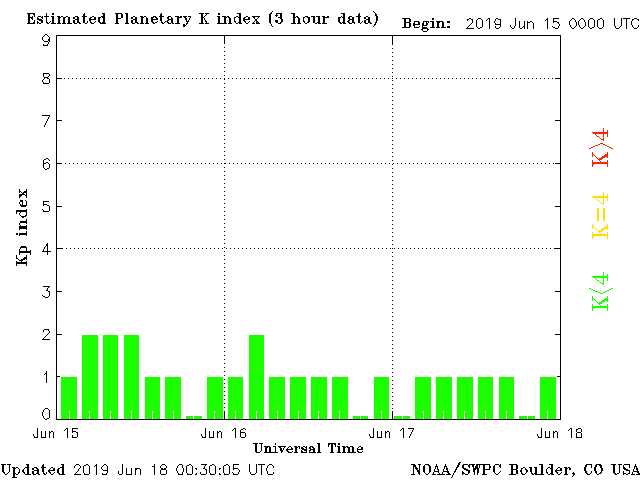 Estimated Planetary K index (3 hour data) Begin: 2019 Jun 15 0000 UTC
9
8
7
6
5
4
3
2
1
0
Kp index
K>4
K=4
K<4
Jun 15 Jun 16 Jun 17 Jun 18
Universal Time
Updated 2019 Jun 18 00:30:05 UTC NOAA/SWPC Boulder, CO USA